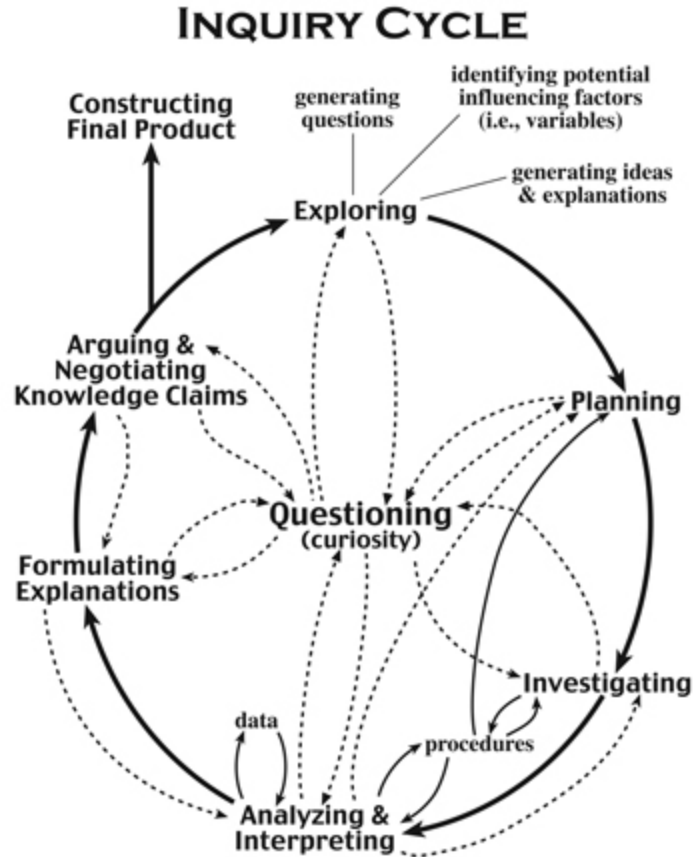 INQUIRY CYCLE
Constructing
Final Product
generating
questions
identifying potential
influencing factors
(i.e., variables)
generating ideas
& explanations
Exploring
Arguing &
Negotiating
Knowledge Claims
Planning
Questioning
(curiosity)
Formulating
Explanations
Investigating
data
procedures
Analyzing &
Interpreting